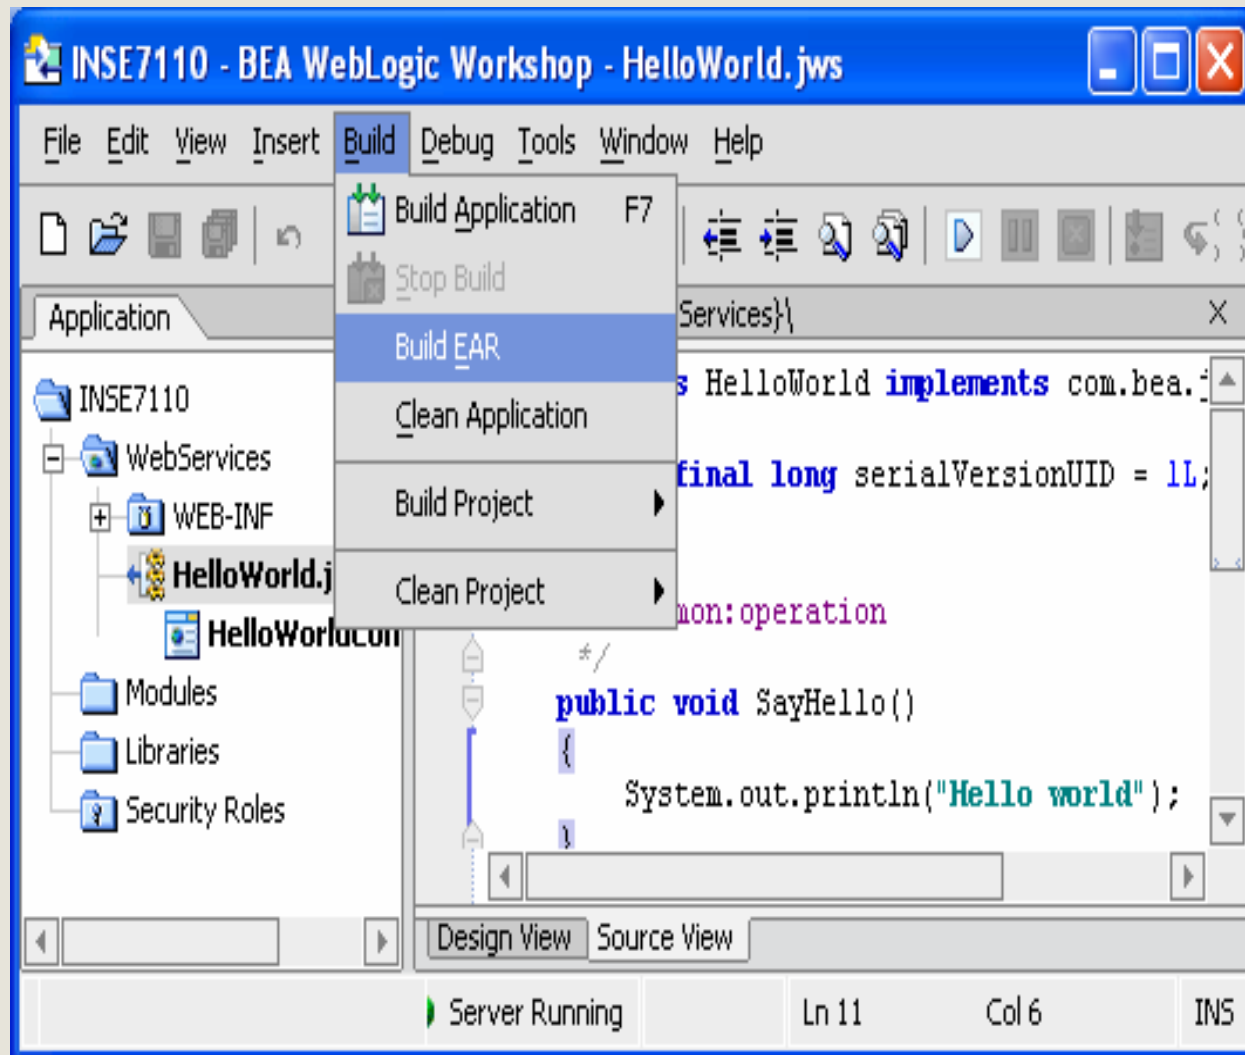 INSE7110 - BEA WebLogic Workshop - HelloWorld.jws
File Edit View Insert Build Debug Tools Window Help
Build Application F7
Stop Build
Build EAR
Clean Application
Build Project
Clean Project
Application
Services}\
INSE7110
WebServices
WEB-INF
HelloWorld.j
HelloWorldCon
Modules
Libraries
Security Roles
s HelloWorld implements com.bea.j
final long serialVersionUID = 1L;
mon:operation
*/
public void SayHello()
{
System.out.println("Hello world");
}
Design View Source View
Server Running Ln 11 Col 6 INS